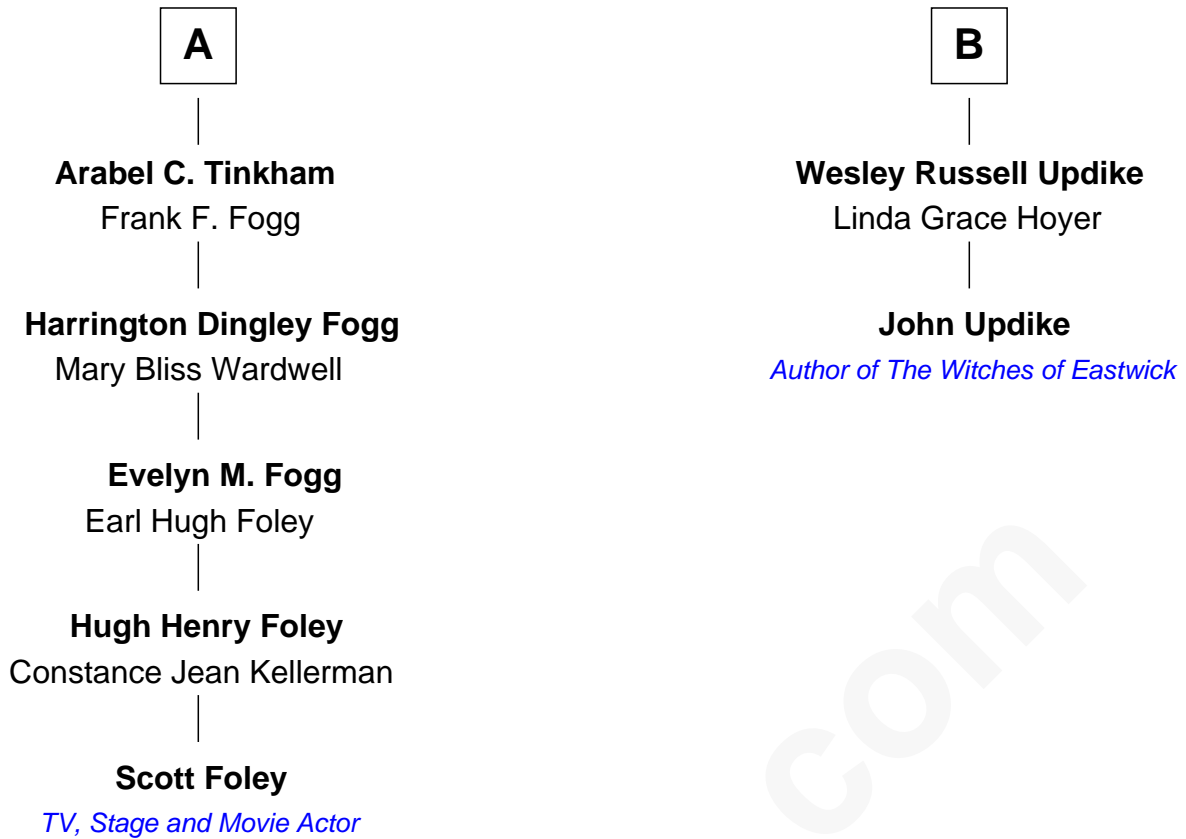 A
Arabel C. Tinkham
Frank F. Fogg
Harrington Dingley Fogg
Mary Bliss Wardwell
Evelyn M. Fogg
Earl Hugh Foley
Hugh Henry Foley
Constance Jean Kellerman
Scott Foley
TV, Stage and Movie Actor
B
Wesley Russell Updike
Linda Grace Hoyer
John Updike
Author of The Witches of Eastwick
com